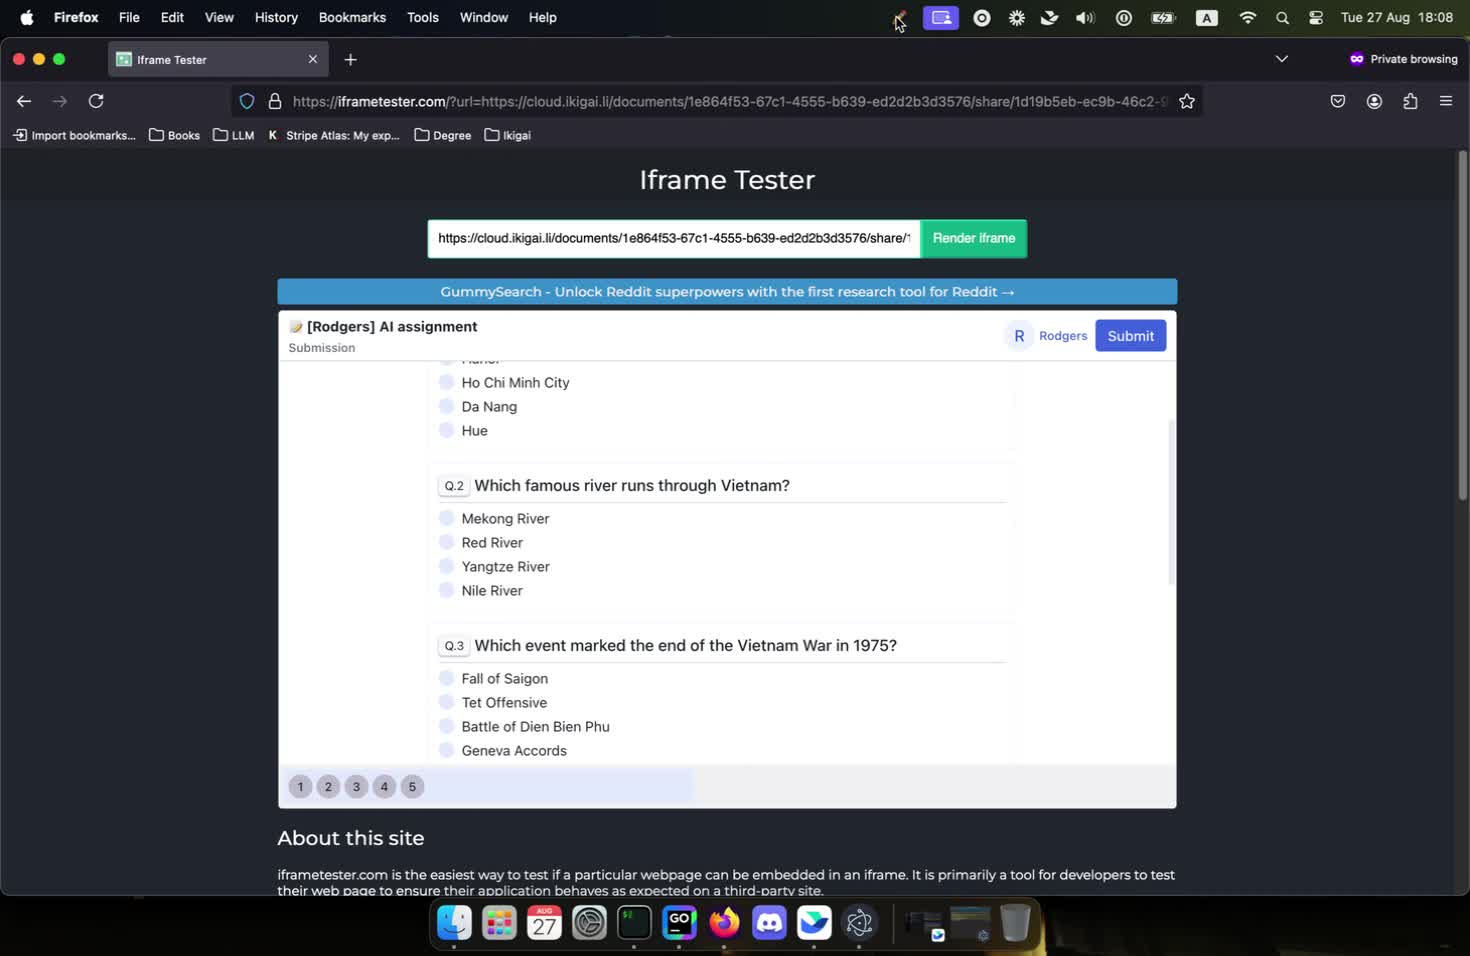 Firefox File Edit View History Bookmarks Tools Window Help
A
Tue 27 Aug 18:08
Iframe Tester
Private browsing
https://iframetester.com/?url=https://cloud.ikigai.li/documents/1e864f53-67c1-4555-b639-ed2d2b3d3576/share/1d19b5eb-ec9b-46c2-9
Import bookmarks... Books LLM K Stripe Atlas: My exp... Degree Ikigai
Iframe Tester
https://cloud.ikigai.li/documents/1e864f53-67c1-4555-b639-ed2d2b3d3576/share/1
Render iframe
GummySearch - Unlock Reddit superpowers with the first research tool for Reddit →
[Rodgers] AI assignment
Submission
R Rodgers Submit
Ho Chi Minh City
Da Nang
Hue
Q.2 Which famous river runs through Vietnam?
Mekong River
Red River
Yangtze River
Nile River
Q.3 Which event marked the end of the Vietnam War in 1975?
Fall of Saigon
Tet Offensive
Battle of Dien Bien Phu
Geneva Accords
1 2 3 4 5
About this site
iframetester.com is the easiest way to test if a particular webpage can be embedded in an iframe. It is primarily a tool for developers to test
their web page to ensure their application behaves as expected on a third-party site.
AUG
27
$
GO